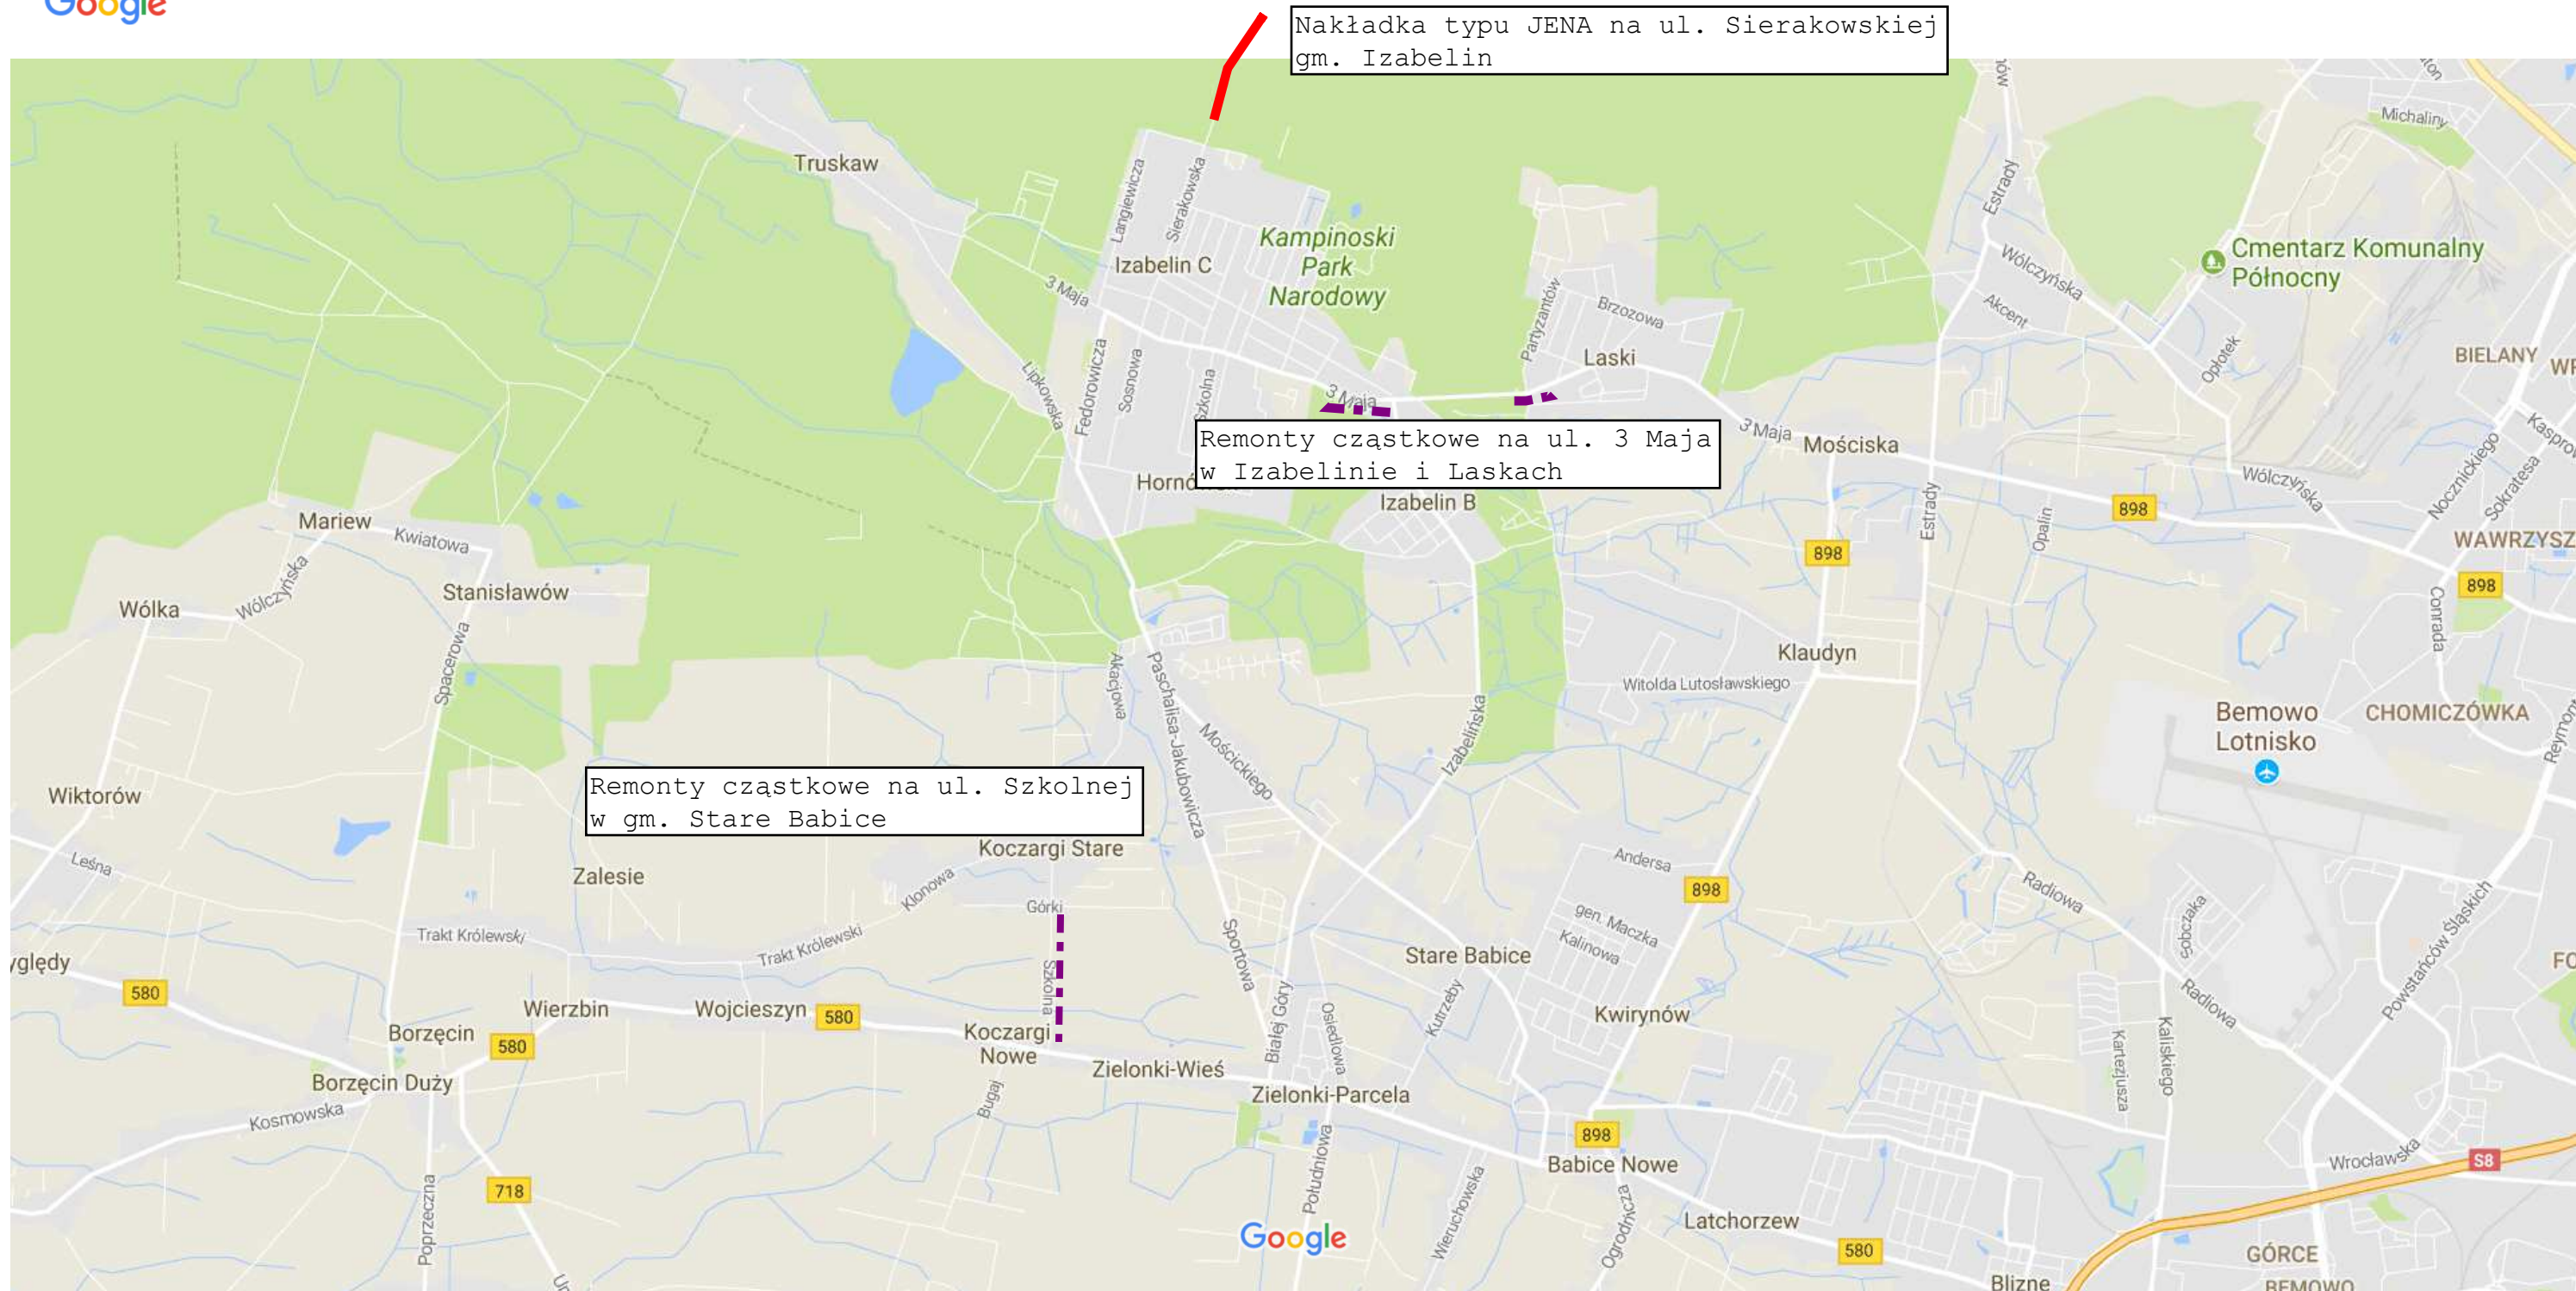 Google
Nakładka typu JENA na ul. Sierakowskiej
gm. Izabelin
Michaliny
Truskaw
Langiewicza
Sierakowska
Estrady
Kampinoski
Park
Narodowy
Izabelin C
3 Maja
Wólczyńska
Cmentarz Komunalny
Północny
Partyzantów
Brzozowa
Akcent
Laski
Opłotek
BIELANY
Lipkowska
Fedorowicza
Sosnowa
Szkolna
3 Maja
Remonty cząstkowe na ul. 3 Maja
w Izabelinie i Laskach
3 Maja
Mościska
Nocznickiego
Sokratesa
Wólczyńska
Izabelin B
Estrady
Opalin
898
Mariew
Kwiatowa
898
Stanisławów
898
Wólka
Wólczyńska
Conrada
Spacerowa
Akacjowa
Paschalisa-Jakubowicza
Klaudyn
Witolda Lutosławskiego
Izabelińska
Mościckiego
Bemowo
Lotnisko
CHOMICZÓWKA
Remonty cząstkowe na ul. Szkolnej
w gm. Stare Babice
Wiktorów
Koczargi Stare
Leśna
Zalesie
Klonowa
Andersa
898
Radiowa
Górki
gen. Maczka
Kalinowa
Sobczaka
Powstańców Śląskich
Trakt Królewski
Trakt Królewski
Sportowa
Stare Babice
580
Szkolna
Wierzbin
Wojcieszyn
580
Białej Góry
Osiedlowa
Kutrzeby
Kwirynów
Radiowa
Borzęcin
580
Koczargi
Nowe
Zielonki-Wieś
Kartezjusza
Kaliskiego
Borzęcin Duży
Bugaj
Zielonki-Parcela
Kosmowska
898
Południowa
Babice Nowe
Wrocławska
S8
Poprzeczna
718
Wieruchowska
Ogrodnicza
Latchorzew
Google
580
GÓRCE
Blizne
BEMOWO